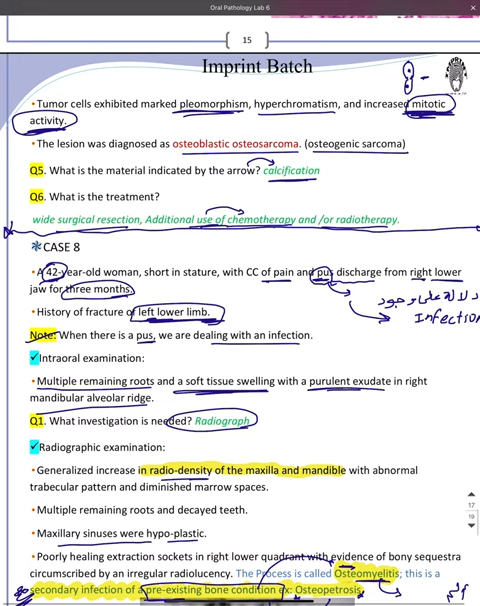 Oral Pathology Lab 6
15
Imprint Batch
•Tumor cells exhibited marked pleomorphism, hyperchromatism, and increased mitotic
activity.
•The lesion was diagnosed as osteoblastic osteosarcoma. (osteogenic sarcoma)
Q5. What is the material indicated by the arrow? calcification
Q6. What is the treatment?
wide surgical resection, Additional use of chemotherapy and /or radiotherapy.
CASE 8
•A 42-year-old woman, short in stature, with CC of pain and pus discharge from right lower
jaw for three months.
دلالة على وجود
Infection
•History of fracture of left lower limb.
Note: When there is a pus, we are dealing with an infection.
✓Intraoral examination:
•Multiple remaining roots and a soft tissue swelling with a purulent exudate in right
mandibular alveolar ridge.
Q1. What investigation is needed? Radiograph
✓Radiographic examination:
•Generalized increase in radio-density of the maxilla and mandible with abnormal
trabecular pattern and diminished marrow spaces.
•Multiple remaining roots and decayed teeth.
•Maxillary sinuses were hypo-plastic.
•Poorly healing extraction sockets in right lower quadrant with evidence of bony sequestra
circumscribed by an irregular radiolucency. The Process is called Osteomyelitis; this is a
secondary infection of a pre-existing bone condition ex: Osteopetrosis.
17
19